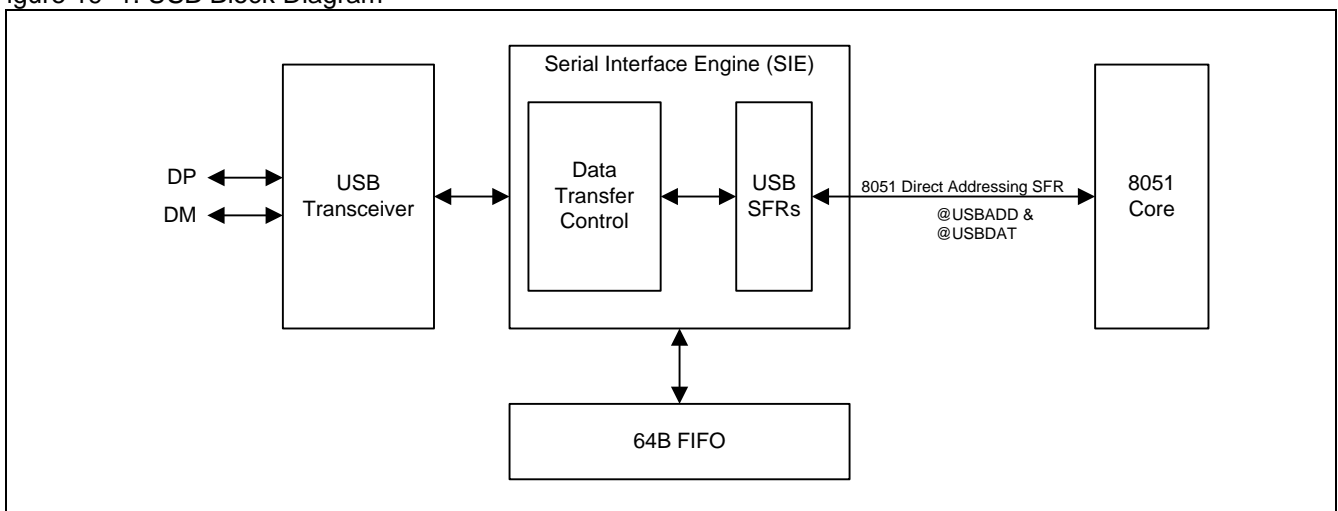 igure 10-1. USB Block Diagram
Serial Interface Engine (SIE)
DP
DM
USB
Transceiver
Data
Transfer
Control
USB
SFRs
8051 Direct Addressing SFR
@USBADD &
@USBDAT
8051
Core
64B FIFO